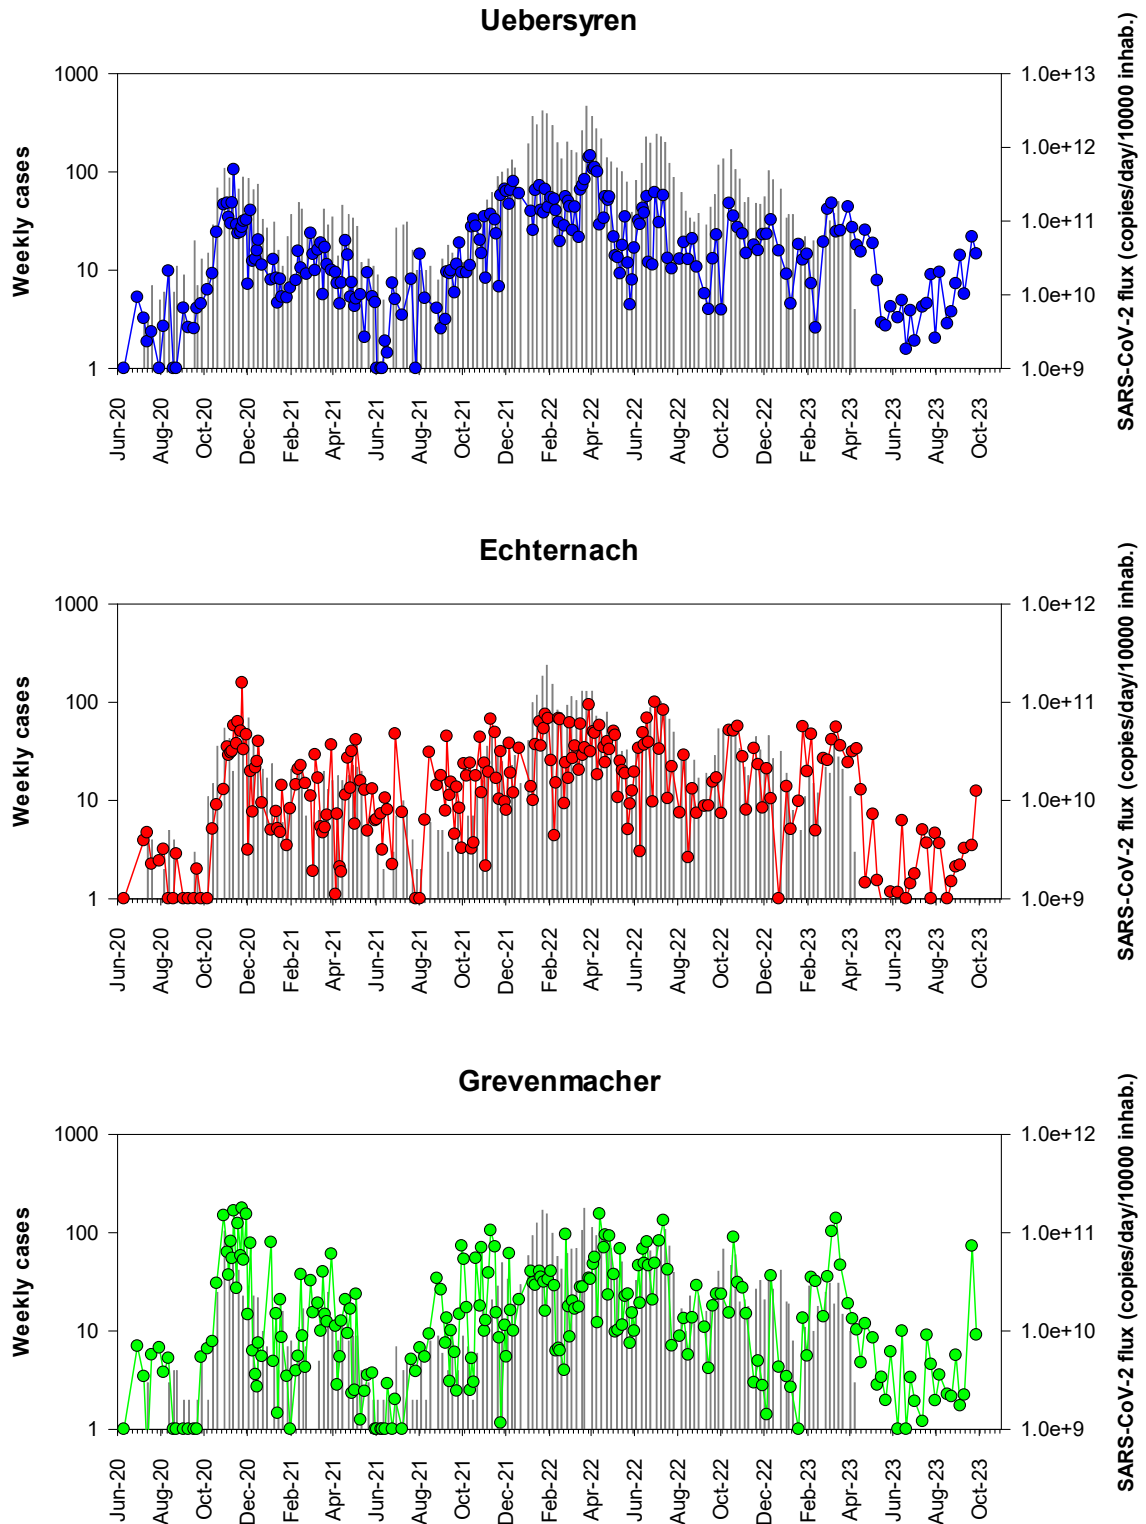 Uebersyren
Weekly cases
1000
100
10
1
1.0e+13
1.0e+12
1.0e+11
1.0e+10
1.0e+9
SARS-CoV-2 flux (copies/day/10000 inhab.)
Jun-20
Aug-20
Oct-20
Dec-20
Feb-21
Apr-21
Jun-21
Aug-21
Oct-21
Dec-21
Feb-22
Apr-22
Jun-22
Aug-22
Oct-22
Dec-22
Feb-23
Apr-23
Jun-23
Aug-23
Oct-23
Echternach
Weekly cases
1000
100
10
1
1.0e+12
1.0e+11
1.0e+10
1.0e+9
SARS-CoV-2 flux (copies/day/10000 inhab.)
Jun-20
Aug-20
Oct-20
Dec-20
Feb-21
Apr-21
Jun-21
Aug-21
Oct-21
Dec-21
Feb-22
Apr-22
Jun-22
Aug-22
Oct-22
Dec-22
Feb-23
Apr-23
Jun-23
Aug-23
Oct-23
Grevenmacher
Weekly cases
1000
100
10
1
1.0e+12
1.0e+11
1.0e+10
1.0e+9
SARS-CoV-2 flux (copies/day/10000 inhab.)
Jun-20
Aug-20
Oct-20
Dec-20
Feb-21
Apr-21
Jun-21
Aug-21
Oct-21
Dec-21
Feb-22
Apr-22
Jun-22
Aug-22
Oct-22
Dec-22
Feb-23
Apr-23
Jun-23
Aug-23
Oct-23